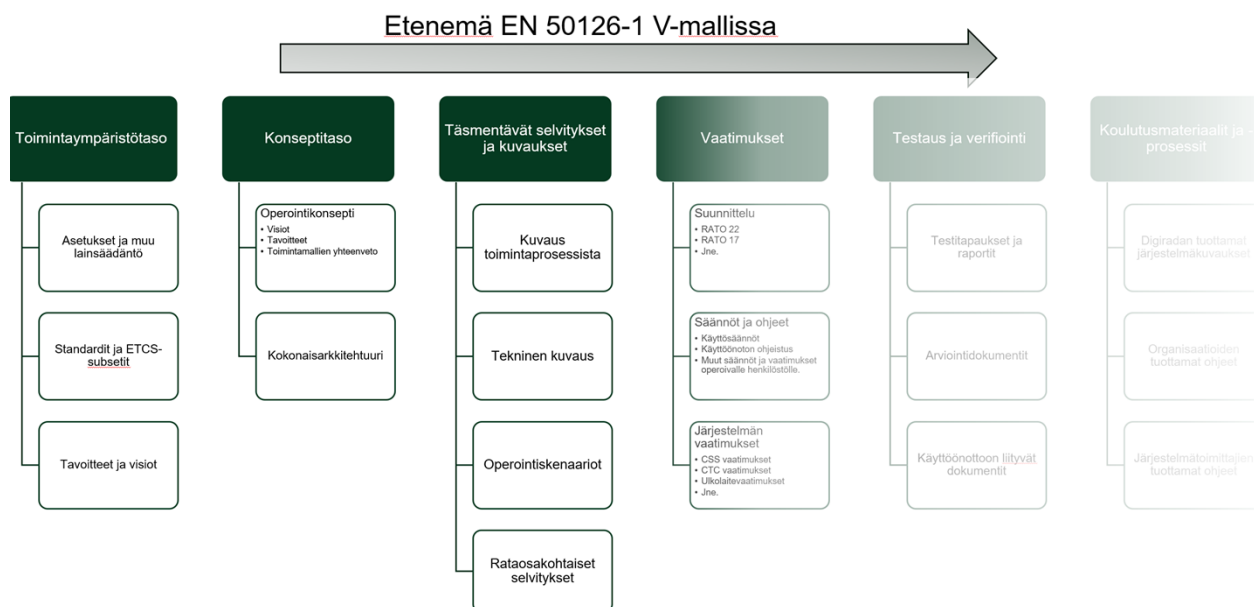 Etenemä EN 50126-1 V-mallissa
Toimintaympäristötaso
Asetukset ja muu
lainsäädäntö
Standardit ja ETCS-
subsetit
Tavoitteet ja visiot
Konseptitaso
Operointikonsepti
• Visiot
• Tavoitteet
• Toimintamallien yhteenveto
Kokonaisarkkitehtuuri
Täsmentävät selvitykset
ja kuvaukset
Kuvaus
toimintaprosessista
Tekninen kuvaus
Operointiskenaariot
Rataosakohtaiset
selvitykset
Vaatimukset
Suunnittelu
• RATO 22
• RATO 17
• Jne.
Säännöt ja ohjeet
• Käyttösäännöt
• Käyttöönoton ohjeistus
• Muut säännöt ja vaatimukset
operoivalle henkilöstölle.
Järjestelmän
vaatimukset
• CSS vaatimukset
• CTC vaatimukset
• Ulkolaitevaatimukset
• Jne.
Testaus ja verifiointi
Testitapaukset ja
raportit
Arviointidokumentit
Käyttöönottoon liityvät
dokumentit
Koulutusmateriaalit ja -
prosessit
Digiradan tuottamat
järjestelmäkuvaukset
Organisaatioiden
tuottamat ohjeet
Järjestelmätoimittajien
tuottamat ohjeet